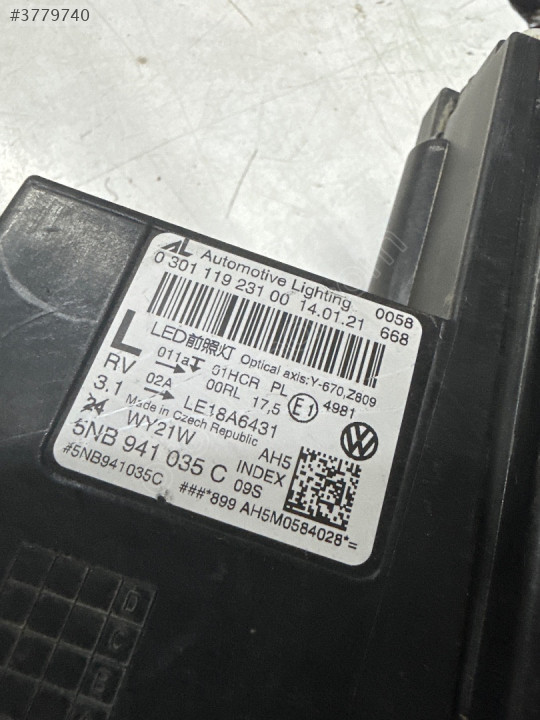 #3779740
AL Automotive Lighting
0 301 119 231 00 14.01.21
0058
668
L
LED前照灯 Optical axis:Y-670,Z809
RV 011a 01HCR PL E1 4981
3.1 02A 00RL 17,5
LE18A6431
Made in Czech Republic
WY21W AH5
5NB 941 035 C INDEX
#5NB941035C 09S
###*899 AH5M0584028*=
D
C
B